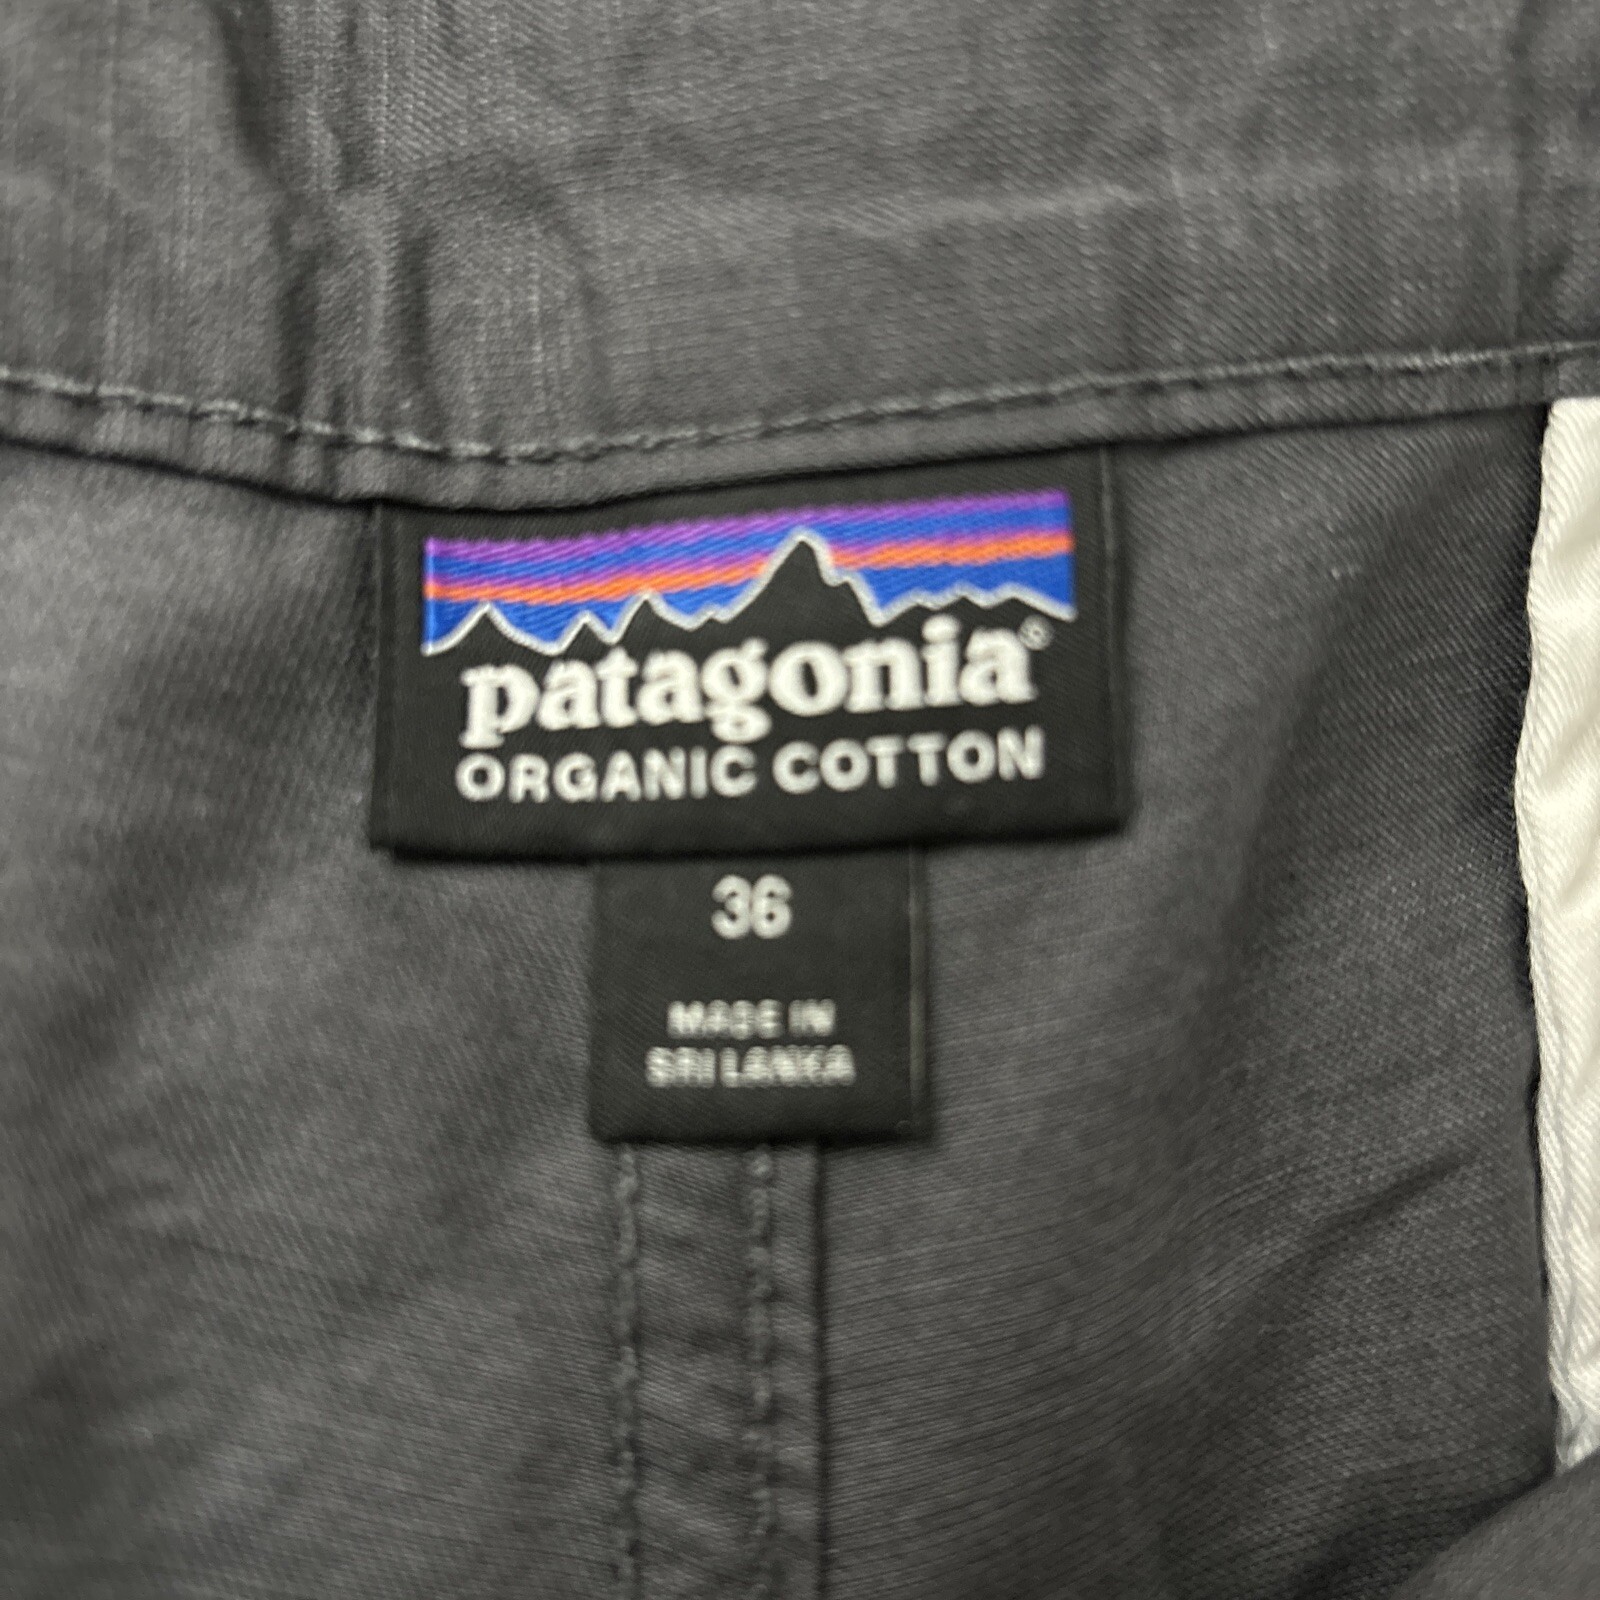 patagonia®
ORGANIC COTTON
36
MADE IN
SRI LANKA